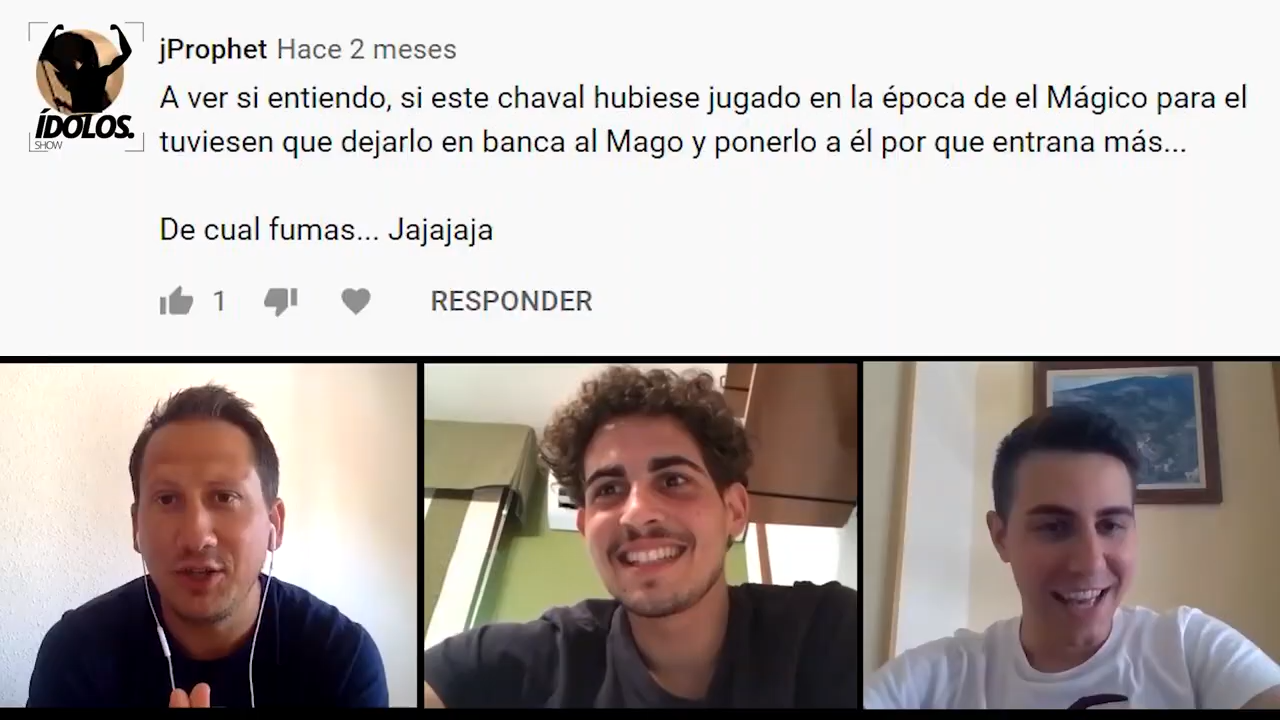 ÍDOLOS.
SHOW
jProphet Hace 2 meses
A ver si entiendo, si este chaval hubiese jugado en la época de el Mágico para el
tuviesen que dejarlo en banca al Mago y ponerlo a él por que entrana más...
De cual fumas... Jajajaja
1 RESPONDER